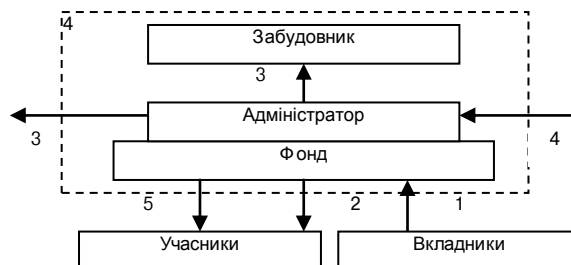 4
Забудовник
3
Адміністратор
3
4
Фонд
5 2 1
Учасники Вкладники